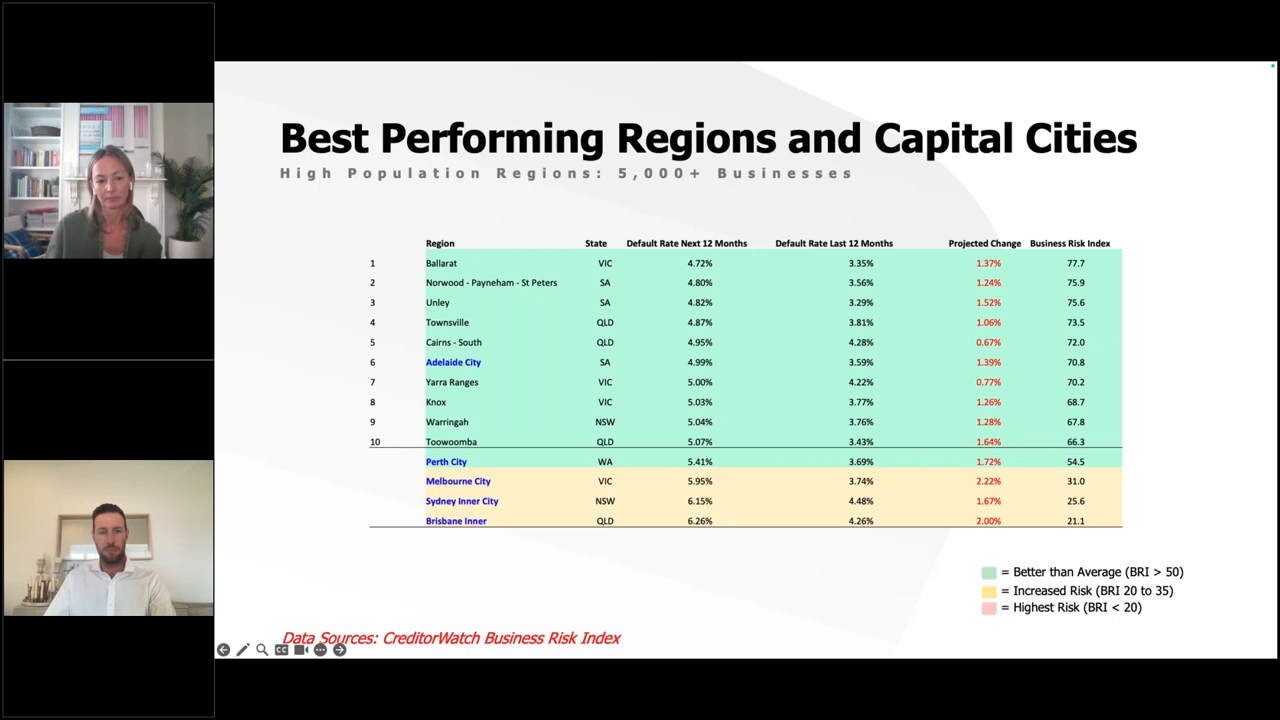 Best Performing Regions and Capital Cities
High Population Regions: 5,000+ Businesses
Region State Default Rate Next 12 Months Default Rate Last 12 Months Projected Change Business Risk Index
1 Ballarat VIC 4.72% 3.35% 1.37% 77.7
2 Norwood - Payneham - St Peters SA 4.80% 3.56% 1.24% 75.9
3 Unley SA 4.82% 3.29% 1.52% 75.6
4 Townsville QLD 4.87% 3.81% 1.06% 73.5
5 Cairns - South QLD 4.95% 4.28% 0.67% 72.0
6 Adelaide City SA 4.99% 3.59% 1.39% 70.8
7 Yarra Ranges VIC 5.00% 4.22% 0.77% 70.2
8 Knox VIC 5.03% 3.77% 1.26% 68.7
9 Warringah NSW 5.04% 3.76% 1.28% 67.8
10 Toowoomba QLD 5.07% 3.43% 1.64% 66.3
Perth City WA 5.41% 3.69% 1.72% 54.5
Melbourne City VIC 5.95% 3.74% 2.22% 31.0
Sydney Inner City NSW 6.15% 4.48% 1.67% 25.6
Brisbane Inner QLD 6.26% 4.26% 2.00% 21.1
= Better than Average (BRI > 50)
= Increased Risk (BRI 20 to 35)
= Highest Risk (BRI < 20)
Data Sources: CreditorWatch Business Risk Index
CC